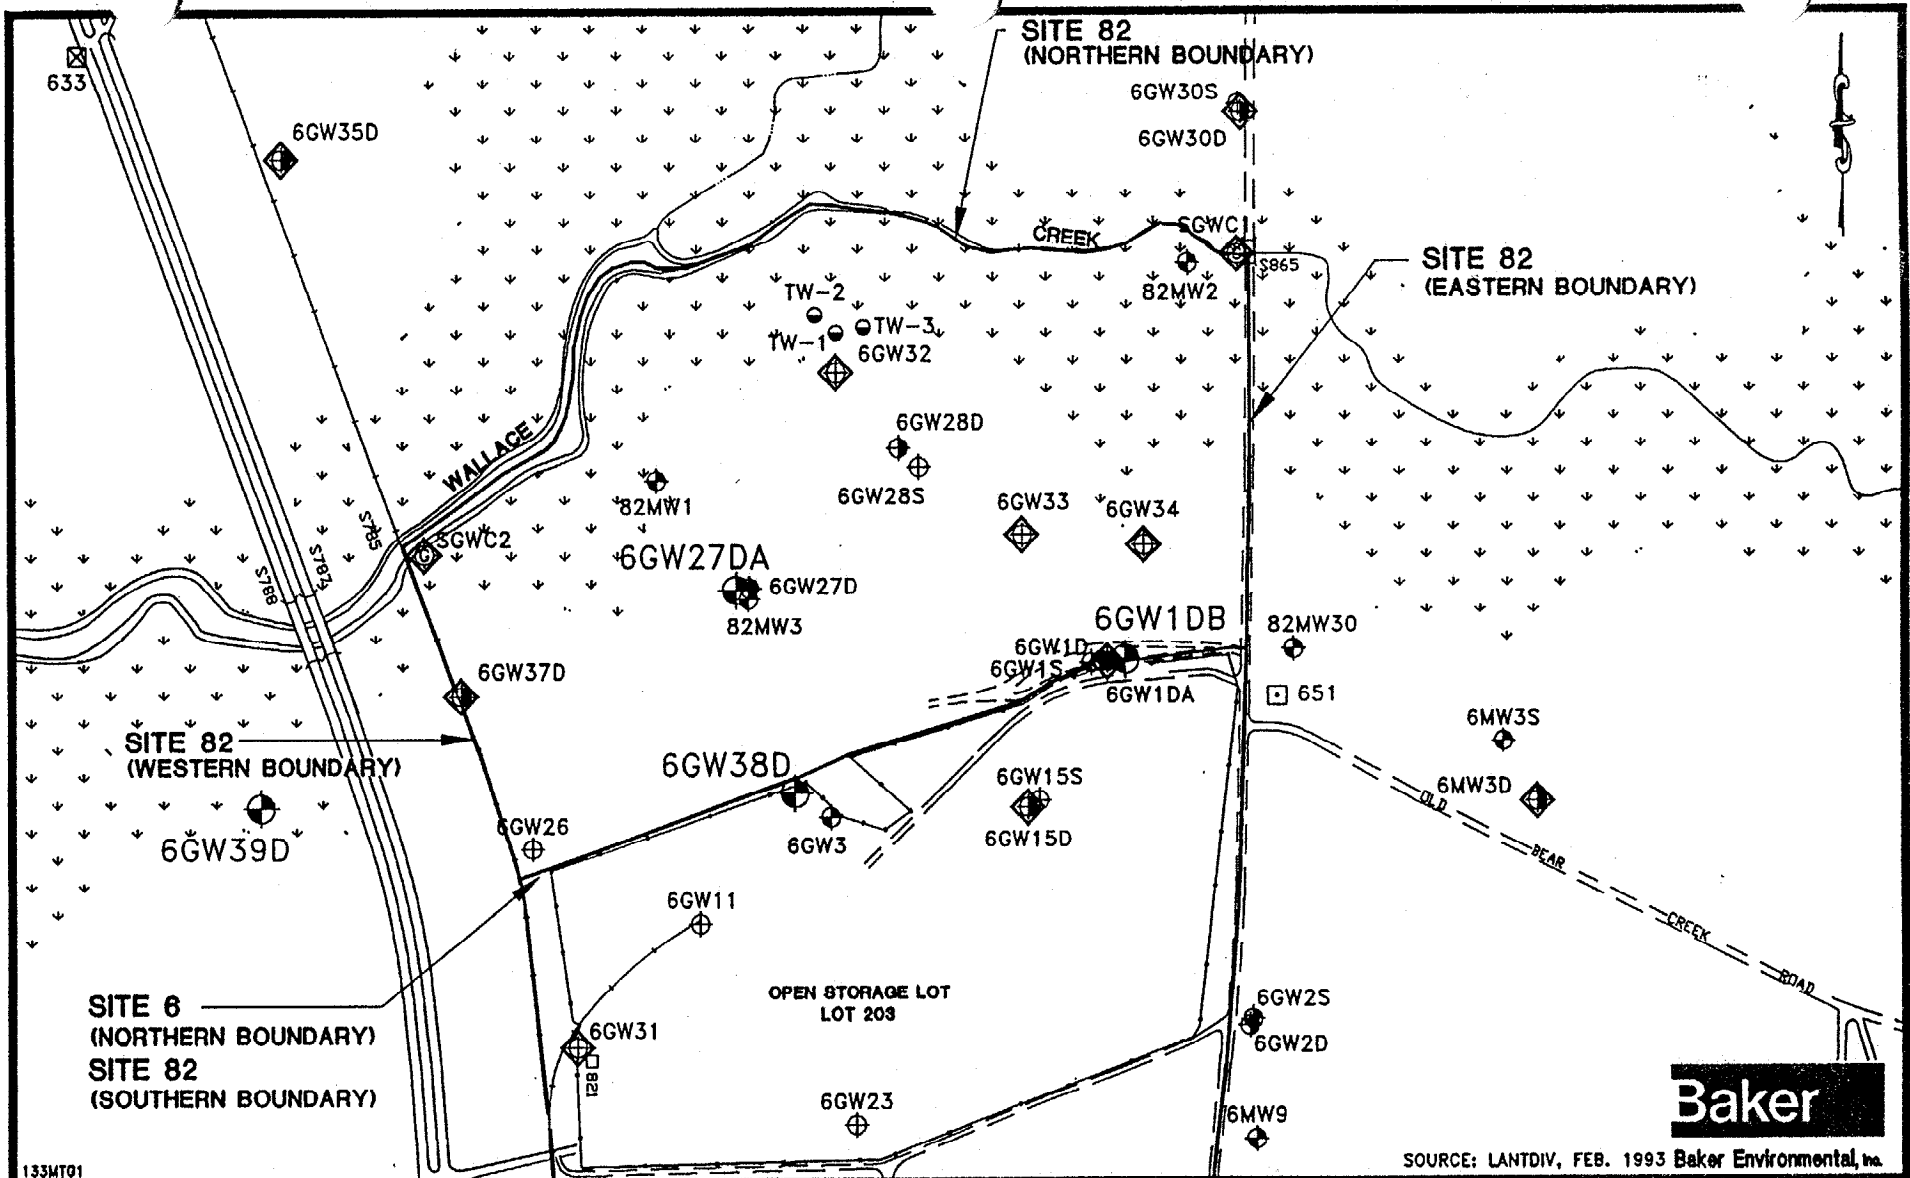 SITE 82
(NORTHERN BOUNDARY)
633
6GW30S
6GW35D
6GW30D
SGWC1
CREEK
S865
SITE 82
(EASTERN BOUNDARY)
82MW2
TW-2
TW-3
TW-1
6GW32
6GW28D
WALLACE
82MW1
6GW28S
6GW33
6GW34
S785
SGWC2
S787
S788
6GW27DA
6GW27D
82MW3
6GW1DB
82MW30
6GW1D
6GW1S
6GW1DA
6GW37D
651
6MW3S
SITE 82
(WESTERN BOUNDARY)
6GW38D
6GW15S
6MW3D
OLD
BEAR
CREEK
ROAD
6GW39D
6GW26
6GW3
6GW15D
6GW11
SITE 6
(NORTHERN BOUNDARY)
SITE 82
(SOUTHERN BOUNDARY)
OPEN STORAGE LOT
LOT 203
6GW2S
6GW2D
6GW31
821
6GW23
6MW9
Baker
SOURCE: LANTDIV, FEB. 1993 Baker Environmental, Inc.
133MT01